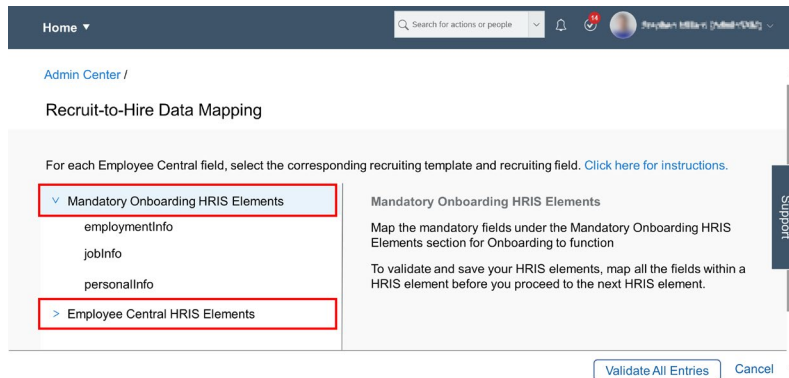 Home ▼
Search for actions or people
14
Admin Center /
Recruit-to-Hire Data Mapping
For each Employee Central field, select the corresponding recruiting template and recruiting field. Click here for instructions.
Mandatory Onboarding HRIS Elements
employmentInfo
jobInfo
personalInfo
Employee Central HRIS Elements
Mandatory Onboarding HRIS Elements
Map the mandatory fields under the Mandatory Onboarding HRIS
Elements section for Onboarding to function
To validate and save your HRIS elements, map all the fields within a
HRIS element before you proceed to the next HRIS element.
Support
Validate All Entries
Cancel